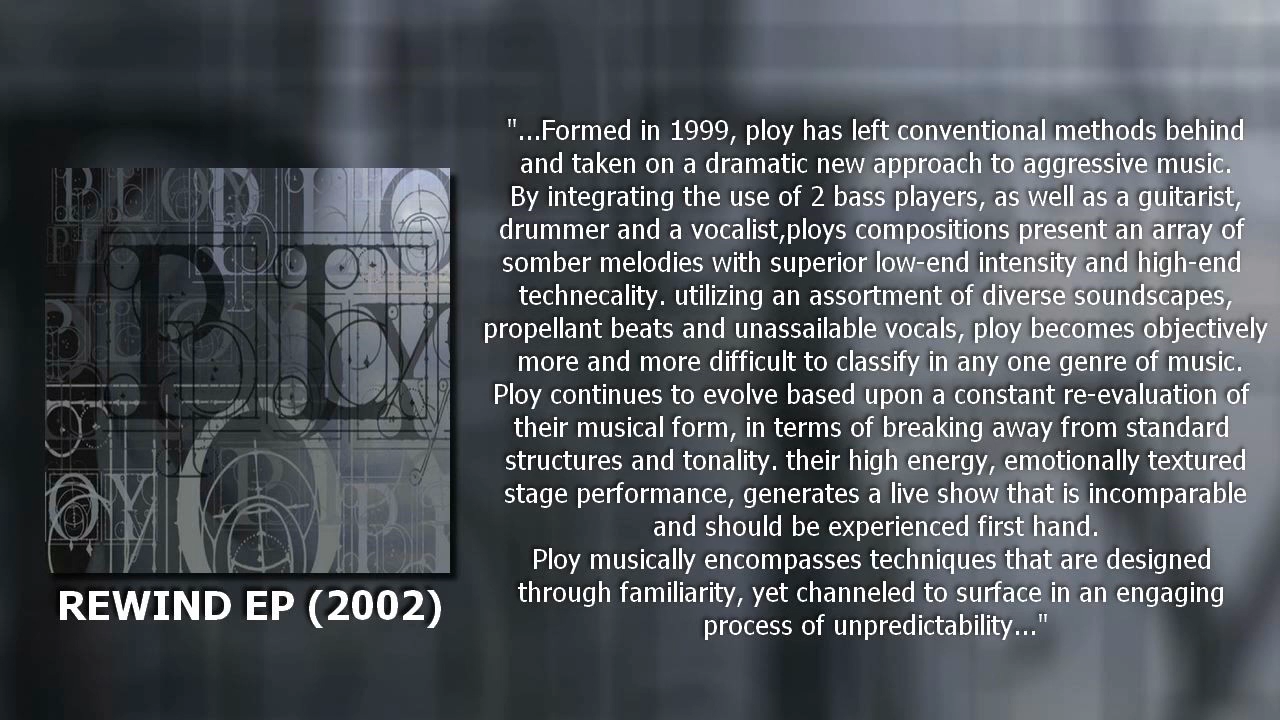 PLOY
REWIND EP (2002)
"...Formed in 1999, ploy has left conventional methods behind
and taken on a dramatic new approach to aggressive music.
By integrating the use of 2 bass players, as well as a guitarist,
drummer and a vocalist,ploys compositions present an array of
somber melodies with superior low-end intensity and high-end
technecality. utilizing an assortment of diverse soundscapes,
propellant beats and unassailable vocals, ploy becomes objectively
more and more difficult to classify in any one genre of music.
Ploy continues to evolve based upon a constant re-evaluation of
their musical form, in terms of breaking away from standard
structures and tonality. their high energy, emotionally textured
stage performance, generates a live show that is incomparable
and should be experienced first hand.
Ploy musically encompasses techniques that are designed
through familiarity, yet channeled to surface in an engaging
process of unpredictability..."